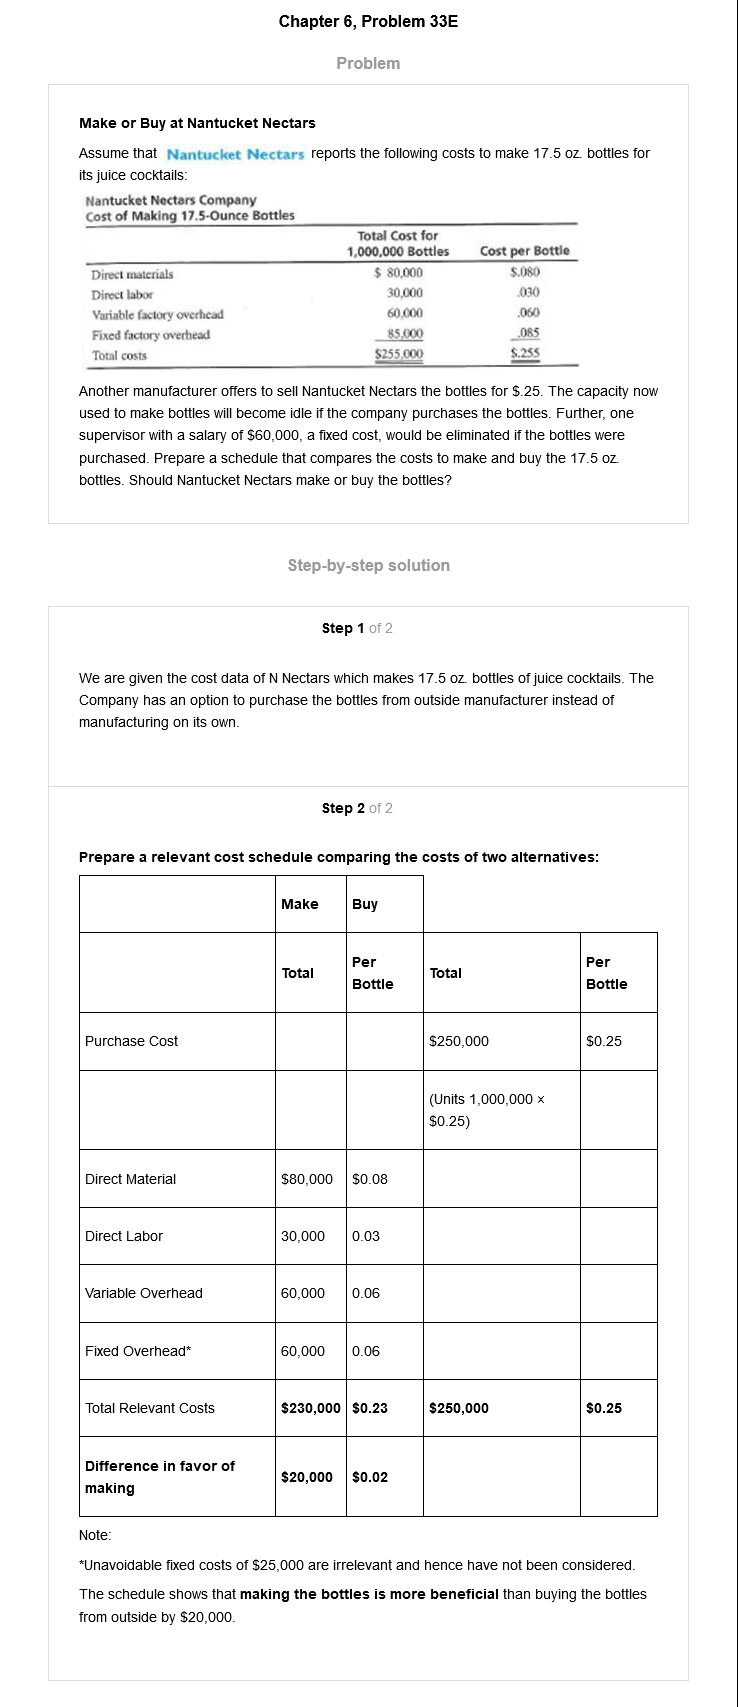 Chapter 6, Problem 33E
Problem
Make or Buy at Nantucket Nectars
Assume that Nantucket Nectars reports the following costs to make 17.5 oz. bottles for
its juice cocktails:
Nantucket Nectars Company
Cost of Making 17.5-Ounce Bottles
Total Cost for
1,000,000 Bottles Cost per Bottle
Direct materials $ 80,000 $.080
Direct labor 30,000 .030
Variable factory overhead 60,000 .060
Fixed factory overhead 85,000 .085
Total costs $255,000 $.255
Another manufacturer offers to sell Nantucket Nectars the bottles for $.25. The capacity now
used to make bottles will become idle if the company purchases the bottles. Further, one
supervisor with a salary of $60,000, a fixed cost, would be eliminated if the bottles were
purchased. Prepare a schedule that compares the costs to make and buy the 17.5 oz.
bottles. Should Nantucket Nectars make or buy the bottles?
Step-by-step solution
Step 1 of 2
We are given the cost data of N Nectars which makes 17.5 oz. bottles of juice cocktails. The
Company has an option to purchase the bottles from outside manufacturer instead of
manufacturing on its own.
Step 2 of 2
Prepare a relevant cost schedule comparing the costs of two alternatives:
Make Buy
Total Per Bottle Total Per Bottle
Purchase Cost $250,000 $0.25
(Units 1,000,000 ×
$0.25)
Direct Material $80,000 $0.08
Direct Labor 30,000 0.03
Variable Overhead 60,000 0.06
Fixed Overhead* 60,000 0.06
Total Relevant Costs $230,000 $0.23 $250,000 $0.25
Difference in favor of
making $20,000 $0.02
Note:
*Unavoidable fixed costs of $25,000 are irrelevant and hence have not been considered.
The schedule shows that making the bottles is more beneficial than buying the bottles
from outside by $20,000.